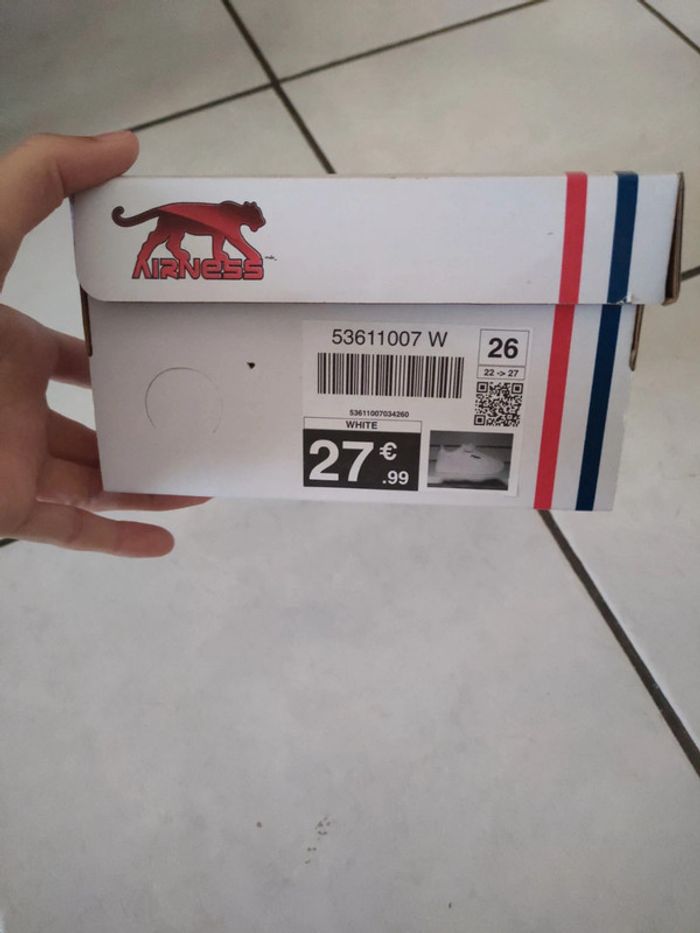 AIRNESS
53611007 W
26
22 -> 27
53611007034260
WHITE
27 €
.99